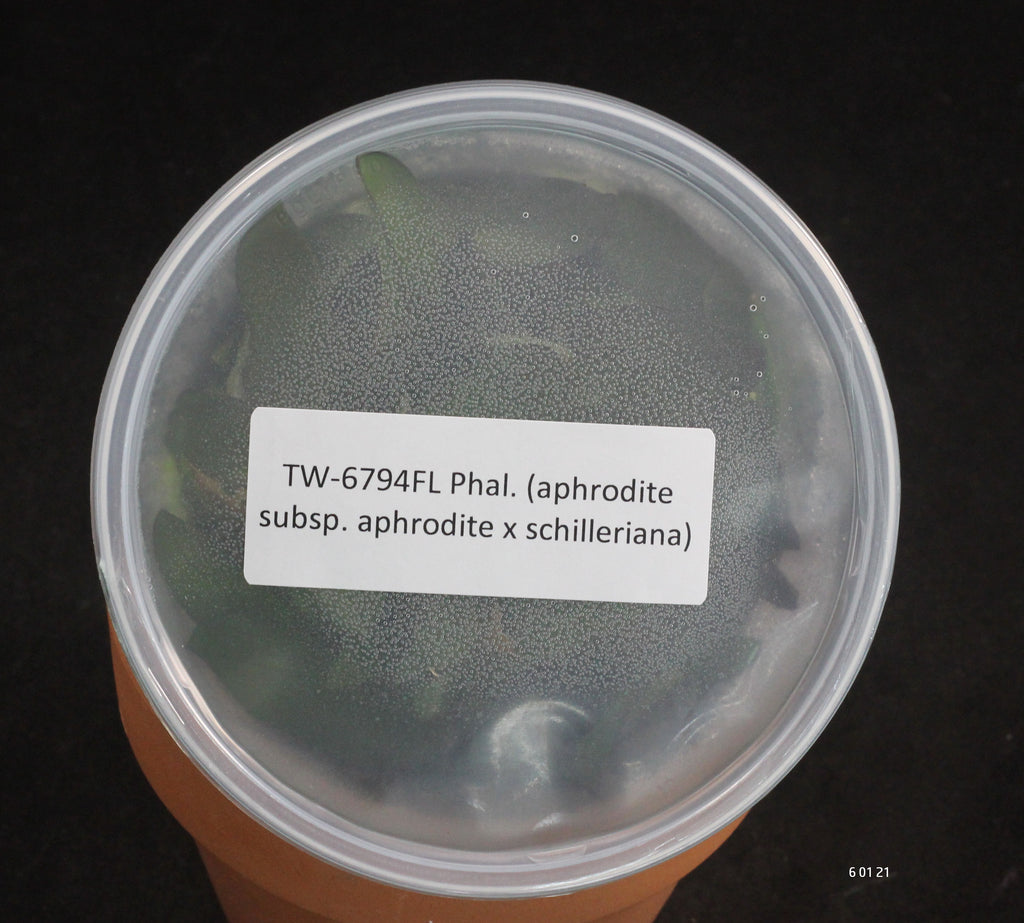 TW-6794FL Phal. (aphrodite
subsp. aphrodite x schilleriana)
6 01 21